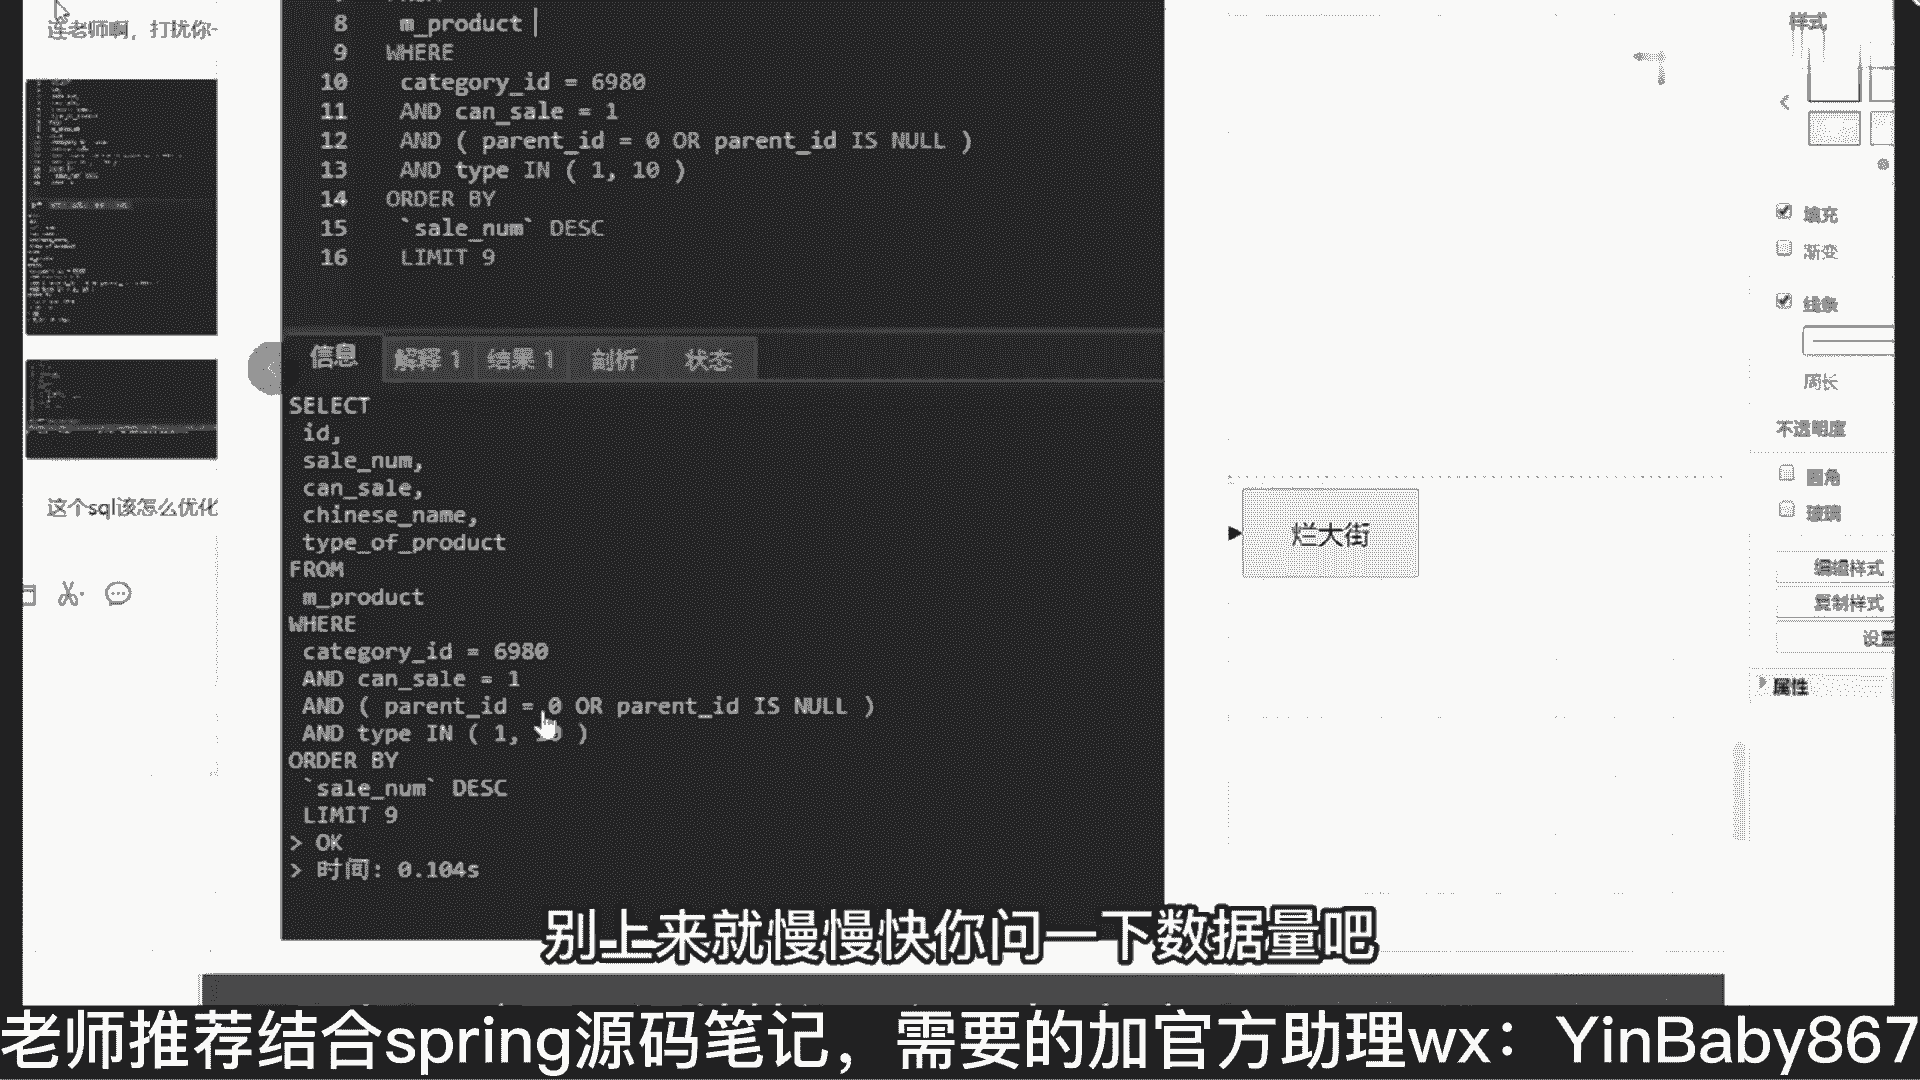 连老师啊，打扰你一
这个sql该怎么优化
8 m_product
9 WHERE
10 category_id = 6980
11 AND can_sale = 1
12 AND ( parent_id = 0 OR parent_id IS NULL )
13 AND type IN ( 1, 10 )
14 ORDER BY
15 `sale_num` DESC
16 LIMIT 9
信息 解释 1 结果 1 剖析 状态
SELECT
id,
sale_num,
can_sale,
chinese_name,
type_of_product
FROM
m_product
WHERE
category_id = 6980
AND can_sale = 1
AND ( parent_id = 0 OR parent_id IS NULL )
AND type IN ( 1, 10 )
ORDER BY
`sale_num` DESC
LIMIT 9
> OK
> 时间: 0.104s
烂大街
样式
填充
渐变
线条
周长
不透明度
圆角
玻璃
编辑样式
复制样式
设置
属性
别上来就慢慢快你问一下数据量吧
老师推荐结合spring源码笔记，需要的加官方助理wx：YinBaby867